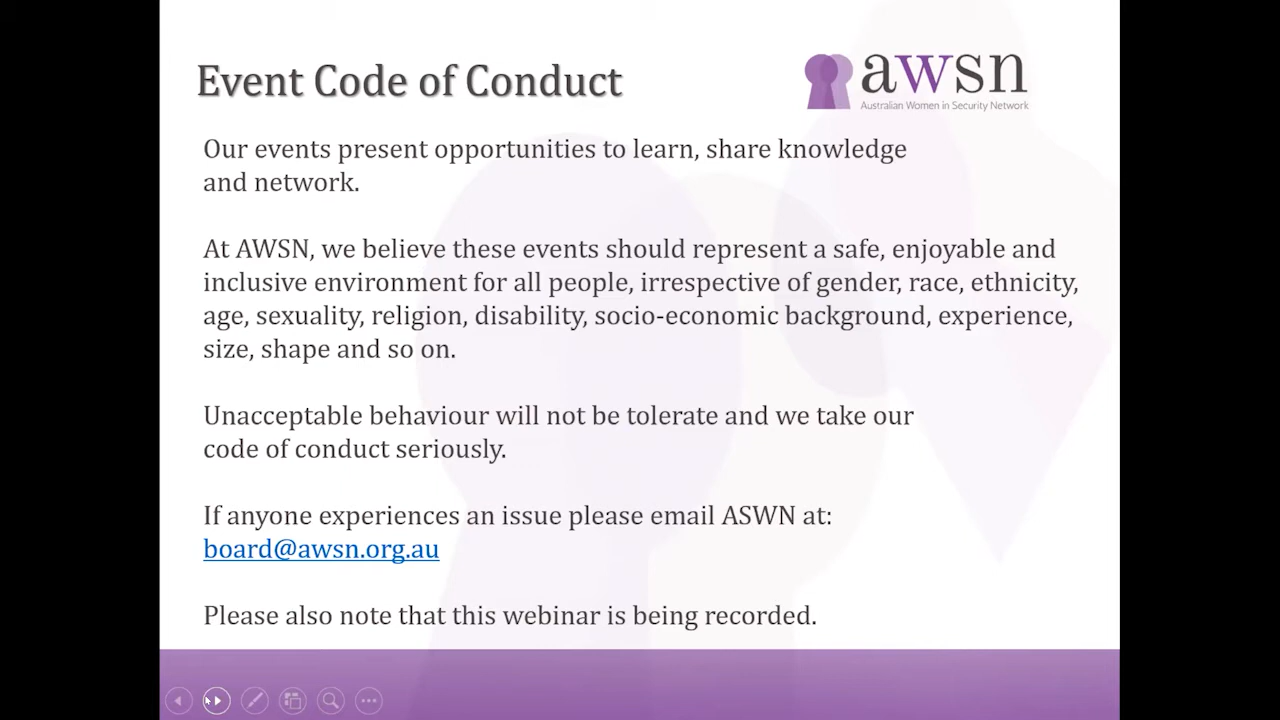 Event Code of Conduct
awsn
Australian Women in Security Network
Our events present opportunities to learn, share knowledge
and network.
At AWSN, we believe these events should represent a safe, enjoyable and
inclusive environment for all people, irrespective of gender, race, ethnicity,
age, sexuality, religion, disability, socio-economic background, experience,
size, shape and so on.
Unacceptable behaviour will not be tolerate and we take our
code of conduct seriously.
If anyone experiences an issue please email ASWN at:
board@awsn.org.au
Please also note that this webinar is being recorded.